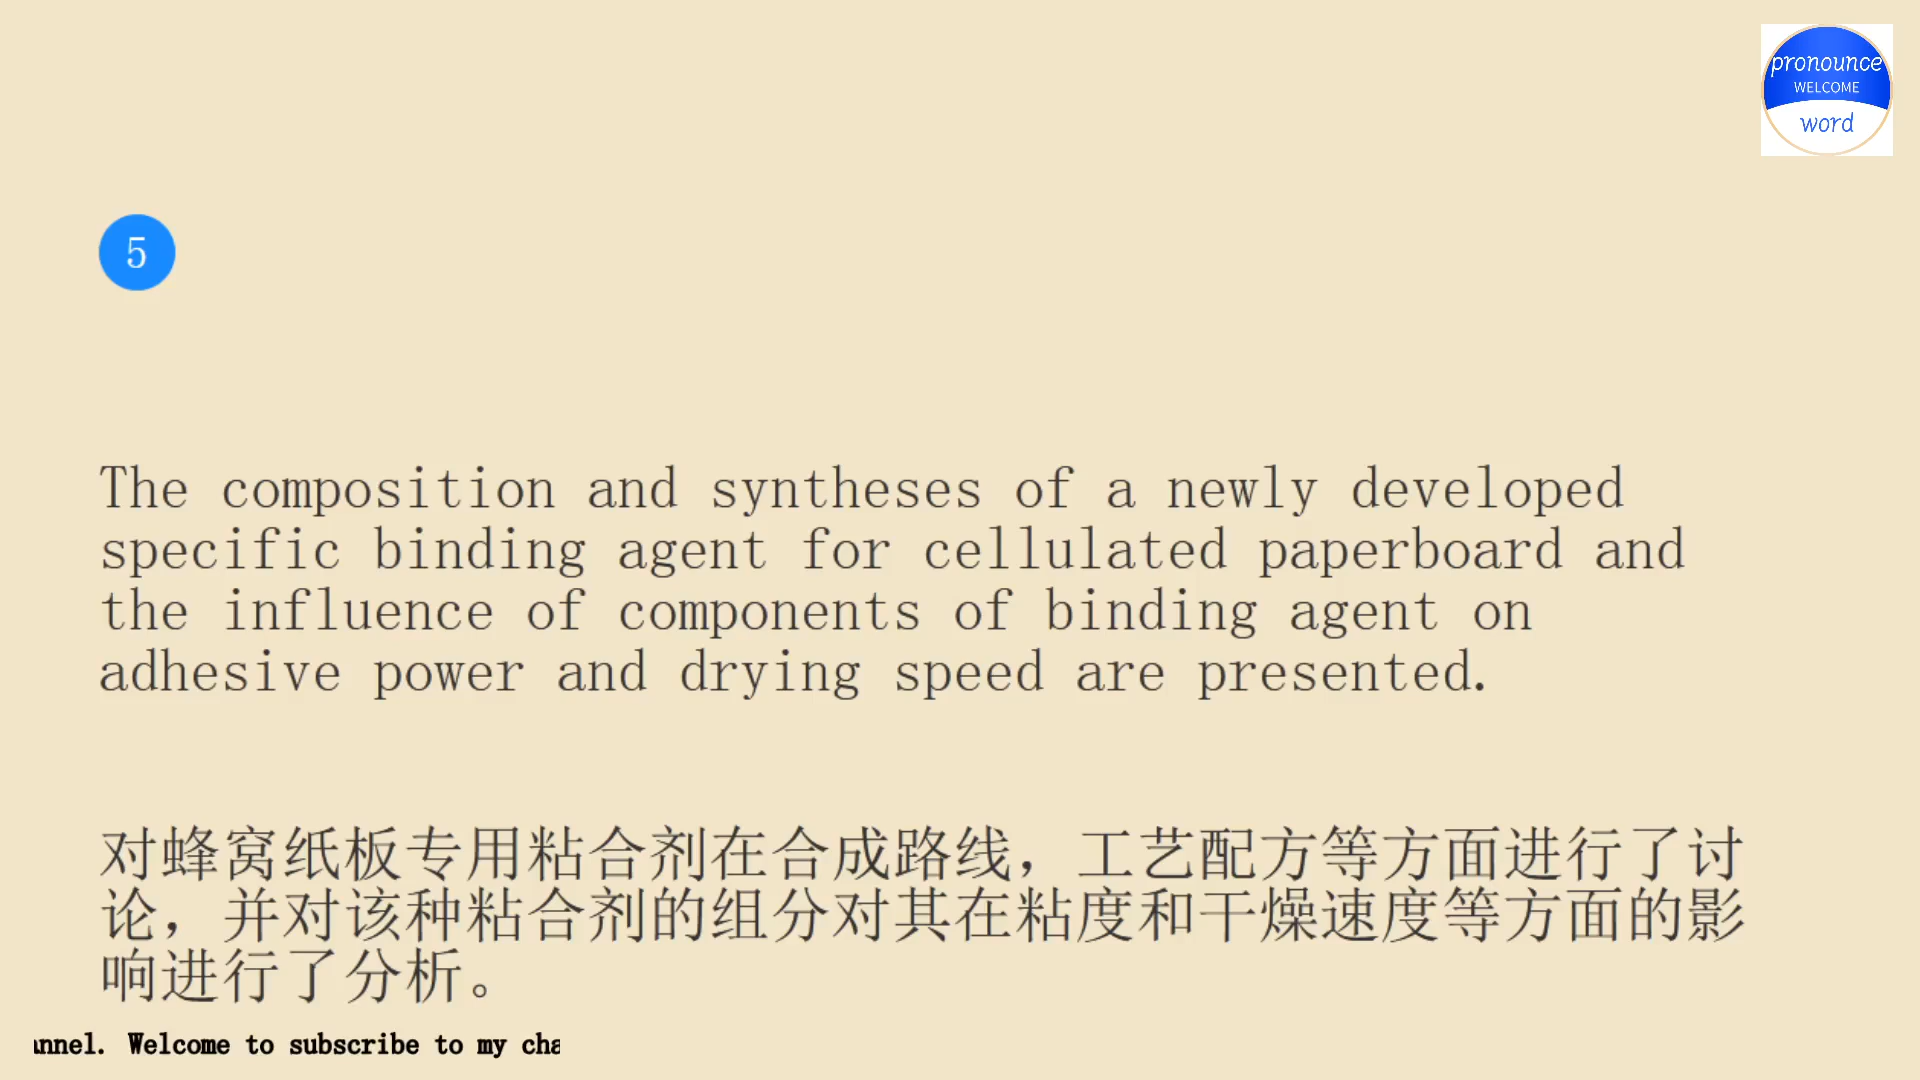 pronounce
WELCOME
word
5
The composition and syntheses of a newly developed
specific binding agent for cellulated paperboard and
the influence of components of binding agent on
adhesive power and drying speed are presented.
对蜂窝纸板专用粘合剂在合成路线，工艺配方等方面进行了讨
论，并对该种粘合剂的组分对其在粘度和干燥速度等方面的影
响进行了分析。
annel. Welcome to subscribe to my cha